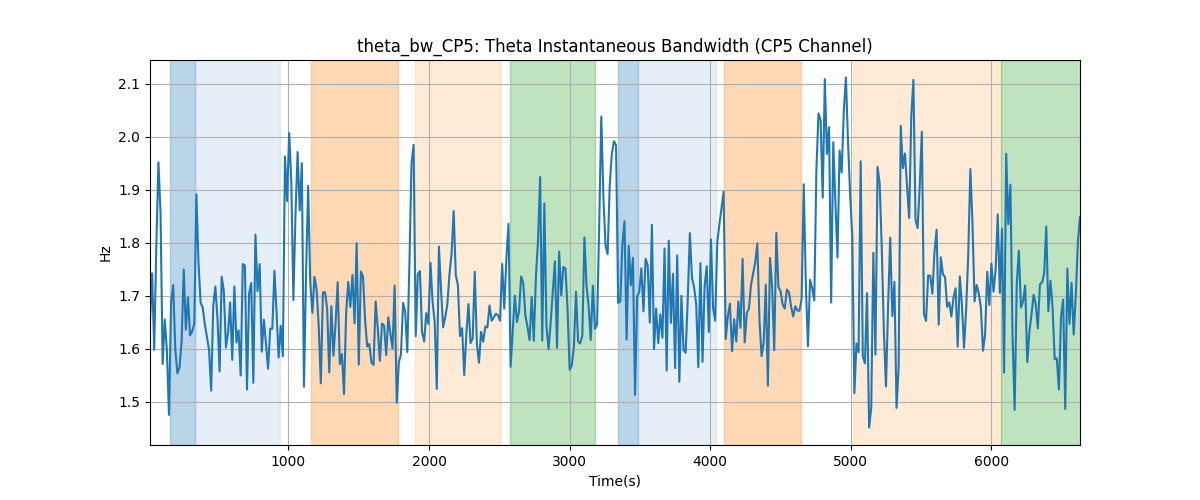 theta_bw_CP5: Theta Instantaneous Bandwidth (CP5 Channel)
2.1
2.0
1.9
1.8
1.7
1.6
1.5
Hz
1000 2000 3000 4000 5000 6000
Time(s)